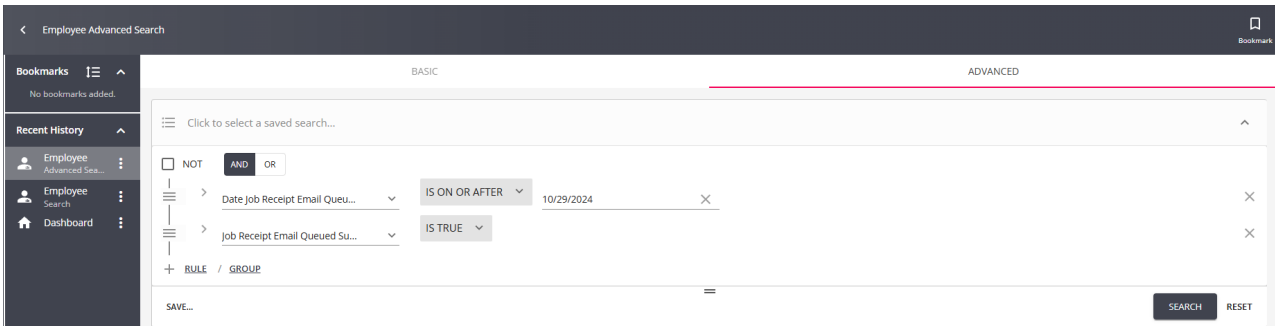 Employee Advanced Search
Bookmark
Bookmarks
No bookmarks added.
Recent History
Employee
Advanced Sea...
Employee
Search
Dashboard
BASIC
ADVANCED
Click to select a saved search...
NOT AND OR
Date Job Receipt Email Queu... IS ON OR AFTER 10/29/2024
Job Receipt Email Queued Su... IS TRUE
+ RULE / GROUP
SAVE... SEARCH RESET